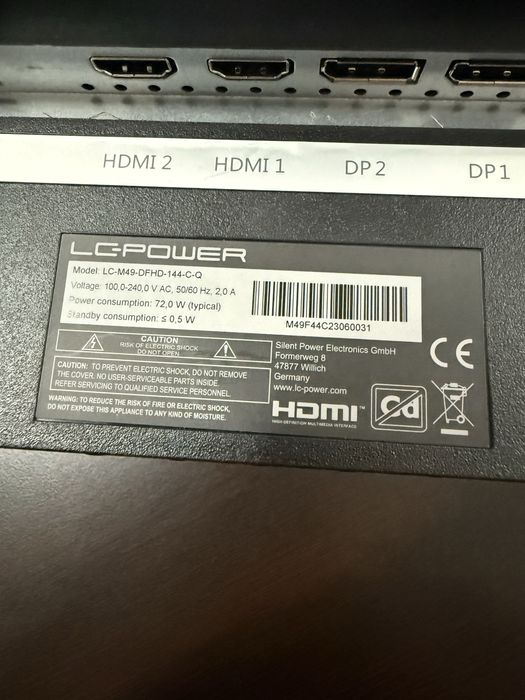 HDMI 2 HDMI 1 DP 2 DP1
LC-POWER
Model: LC-M49-DFHD-144-C-Q
Voltage: 100,0-240,0 V AC, 50/60 Hz, 2,0 A
Power consumption: 72,0 W (typical)
Standby consumption: ≤ 0,5 W
M49F44C23060031
CAUTION
RISK OF ELECTRIC SHOCK
DO NOT OPEN
CAUTION: TO PREVENT ELECTRIC SHOCK, DO NOT REMOVE
THE COVER. NO USER-SERVICEABLE PARTS INSIDE.
REFER SERVICING TO QUALIFIED SERVICE PERSONNEL.
WARNING: TO REDUCE THE RISK OF FIRE OR ELECTRIC SHOCK,
DO NOT EXPOSE THIS APPLIANCE TO ANY KIND OF MOISTURE.
Silent Power Electronics GmbH
Formerweg 8
47877 Willich
Germany
www.lc-power.com
CE
HDMI™
HIGH-DEFINITION MULTIMEDIA INTERFACE
Cd